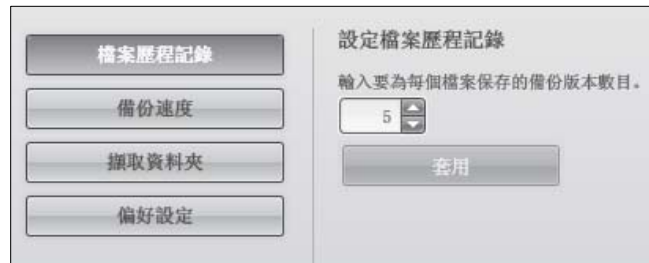 檔案歷程記錄
備份速度
擷取資料夾
偏好設定
設定檔案歷程記錄
輸入要為每個檔案保存的備份版本數目。
5
套用